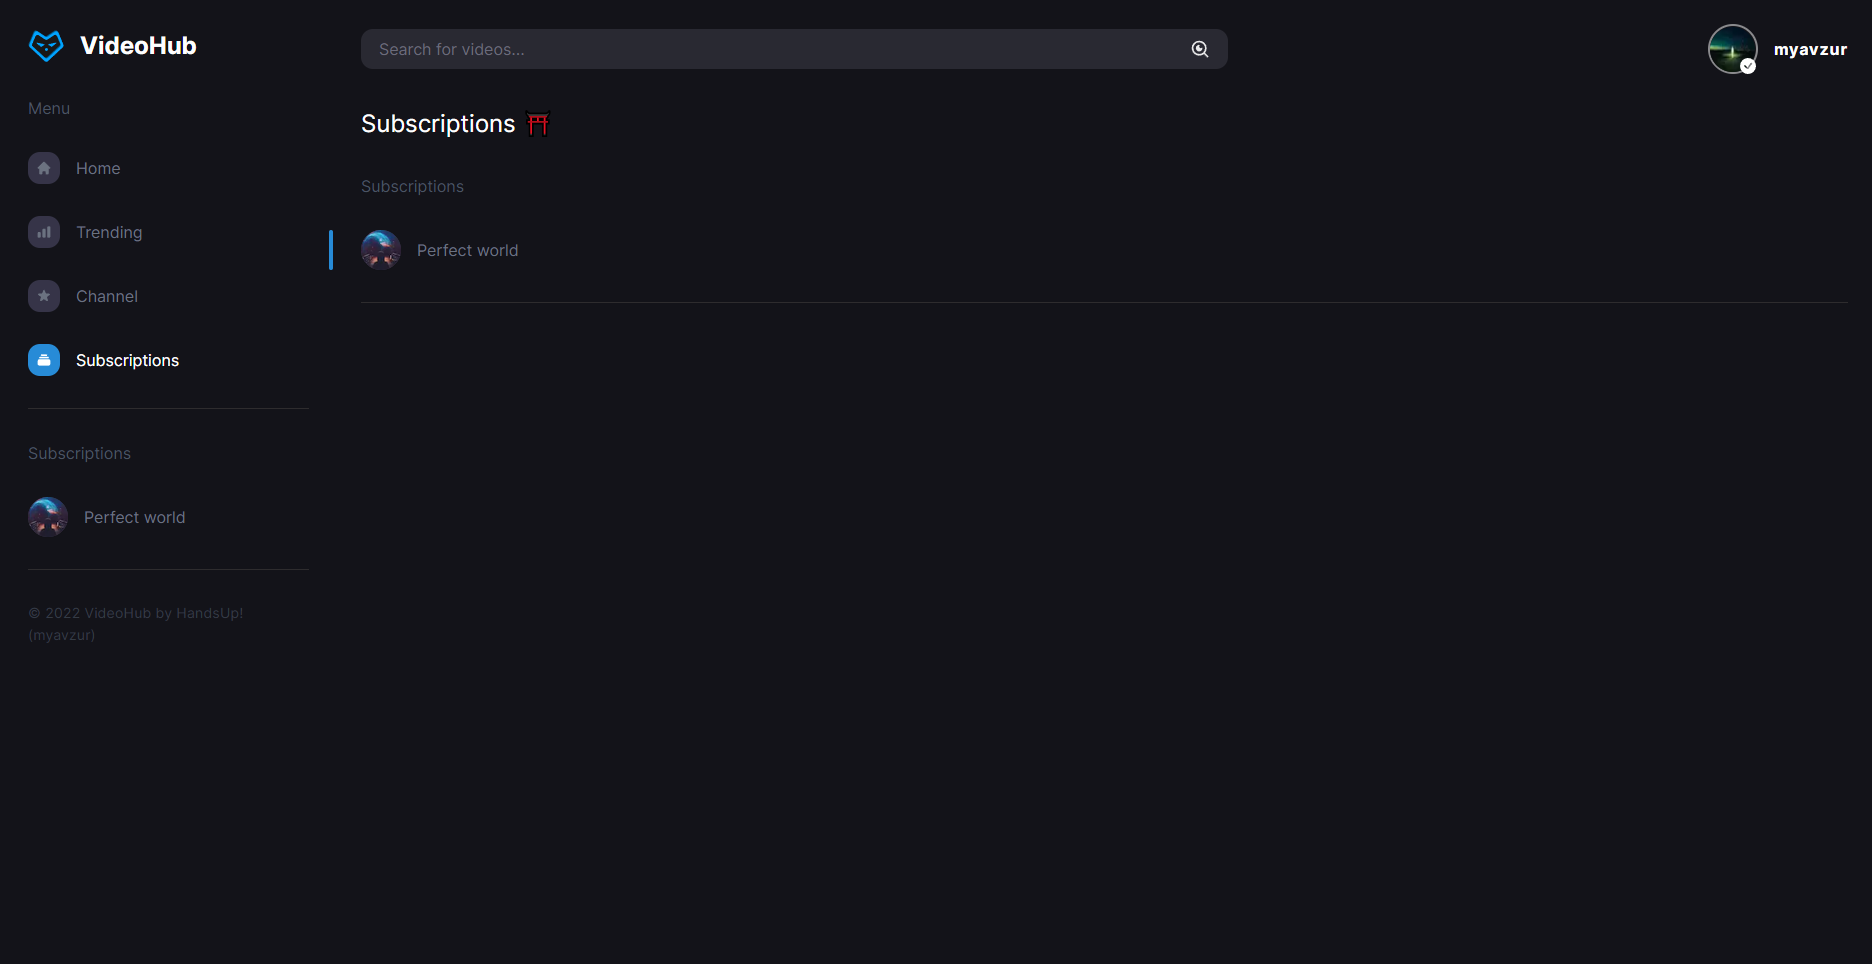 VideoHub
Search for videos...
myavzur
Menu
Home
Trending
Channel
Subscriptions
Subscriptions
Perfect world
© 2022 VideoHub by HandsUp!
(myavzur)
Subscriptions ⛩
Subscriptions
Perfect world